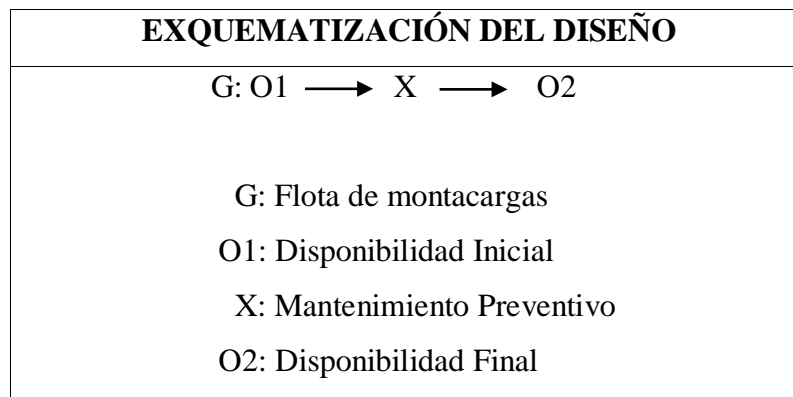 EXQUEMATIZACIÓN DEL DISEÑO
G: O1 → X → O2
G: Flota de montacargas
O1: Disponibilidad Inicial
X: Mantenimiento Preventivo
O2: Disponibilidad Final